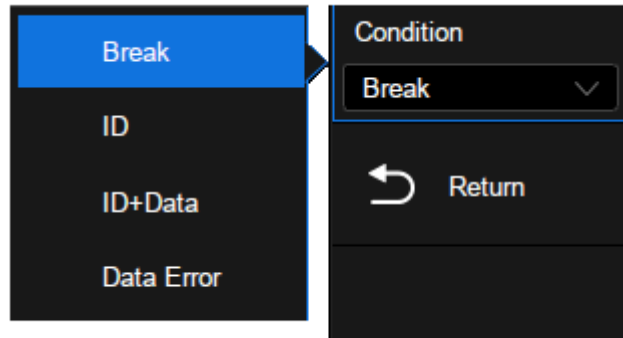 Break
ID
ID+Data
Data Error
Condition
Break
Return